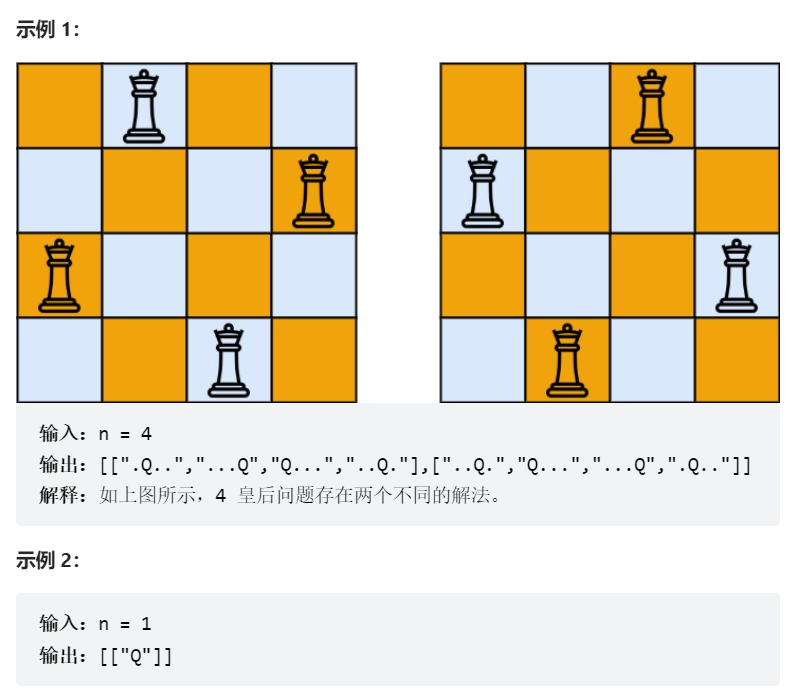 示例 1：
输入：n = 4
输出：[[".Q..","...Q","Q...","..Q."],["..Q.","Q...","...Q",".Q.."]]
解释：如上图所示，4 皇后问题存在两个不同的解法。
示例 2：
输入：n = 1
输出：[["Q"]]